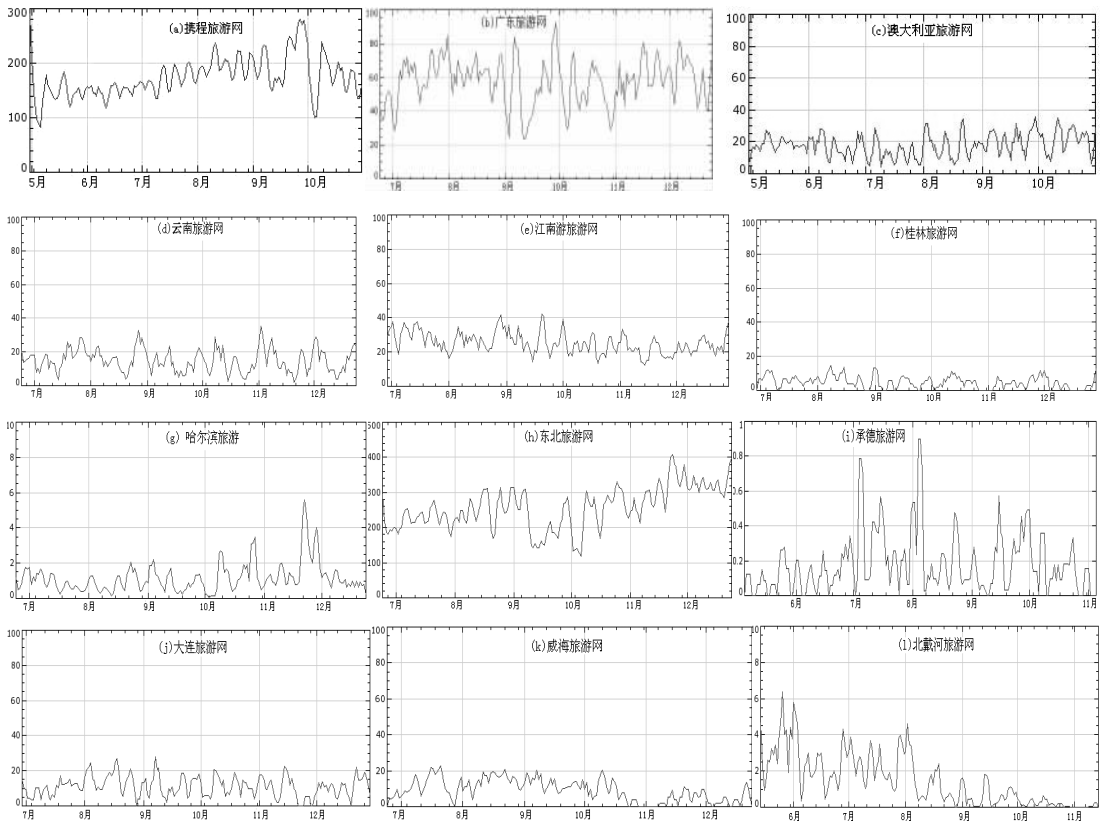 (a)携程旅游网
300
200
100
0
5月 6月 7月 8月 9月 10月
(b)广东旅游网
100
80
60
40
20
0
7月 8月 9月 10月 11月 12月
(c)澳大利亚旅游网
100
80
60
40
20
0
5月 6月 7月 8月 9月 10月
(d)云南旅游网
100
80
60
40
20
0
7月 8月 9月 10月 11月 12月
(e)江南游旅游网
100
80
60
40
20
0
7月 8月 9月 10月 11月 12月
(f)桂林旅游网
100
80
60
40
20
0
7月 8月 9月 10月 11月 12月
(g) 哈尔滨旅游
10
8
6
4
2
0
7月 8月 9月 10月 11月 12月
(h)东北旅游网
500
400
300
200
100
0
7月 8月 9月 10月 11月 12月
(i)承德旅游网
1
0.8
0.6
0.4
0.2
0
6月 7月 8月 9月 10月 11月
(j)大连旅游网
100
80
60
40
20
0
7月 8月 9月 10月 11月 12月
(k)威海旅游网
100
80
60
40
20
0
7月 8月 9月 10月 11月 12月
(l)北戴河旅游网
10
8
6
4
2
0
6月 7月 8月 9月 10月 11月